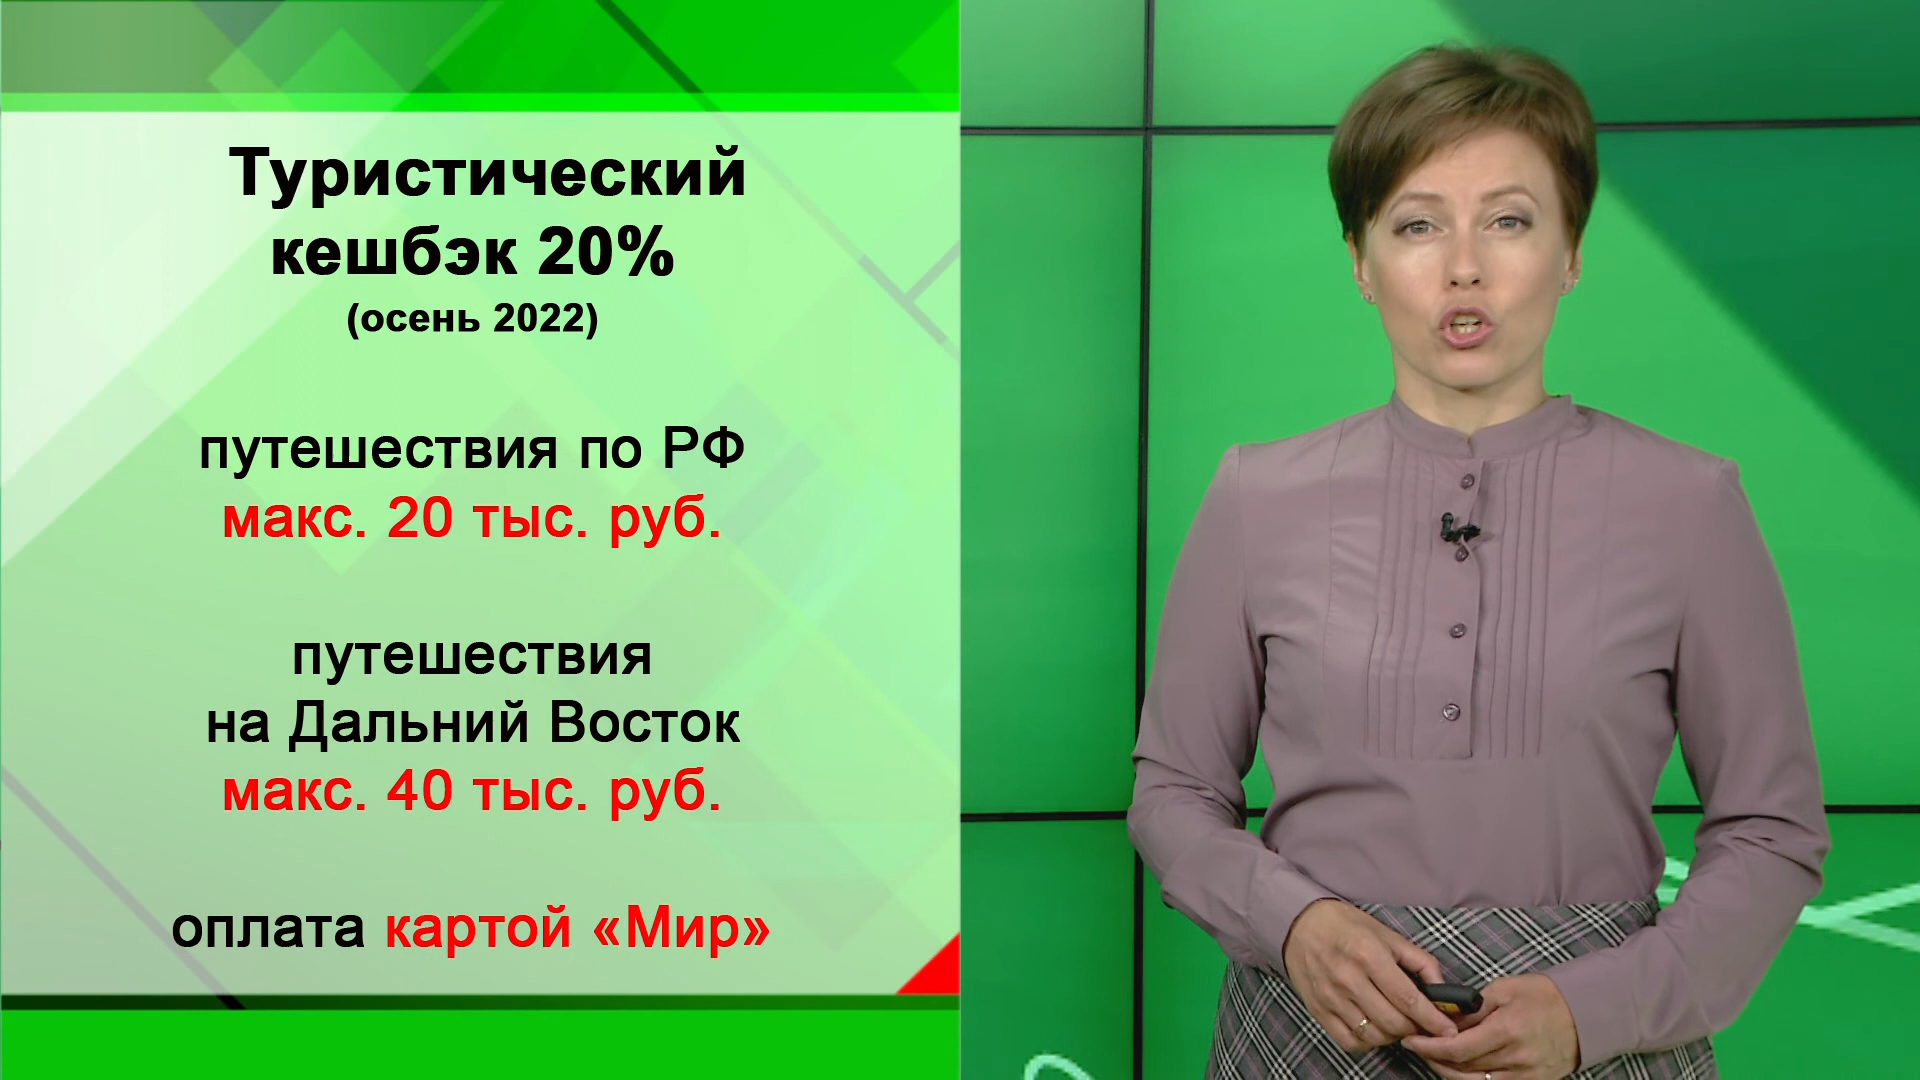 Туристический
кешбэк 20%
(осень 2022)
путешествия по РФ
макс. 20 тыс. руб.
путешествия
на Дальний Восток
макс. 40 тыс. руб.
оплата картой «Мир»